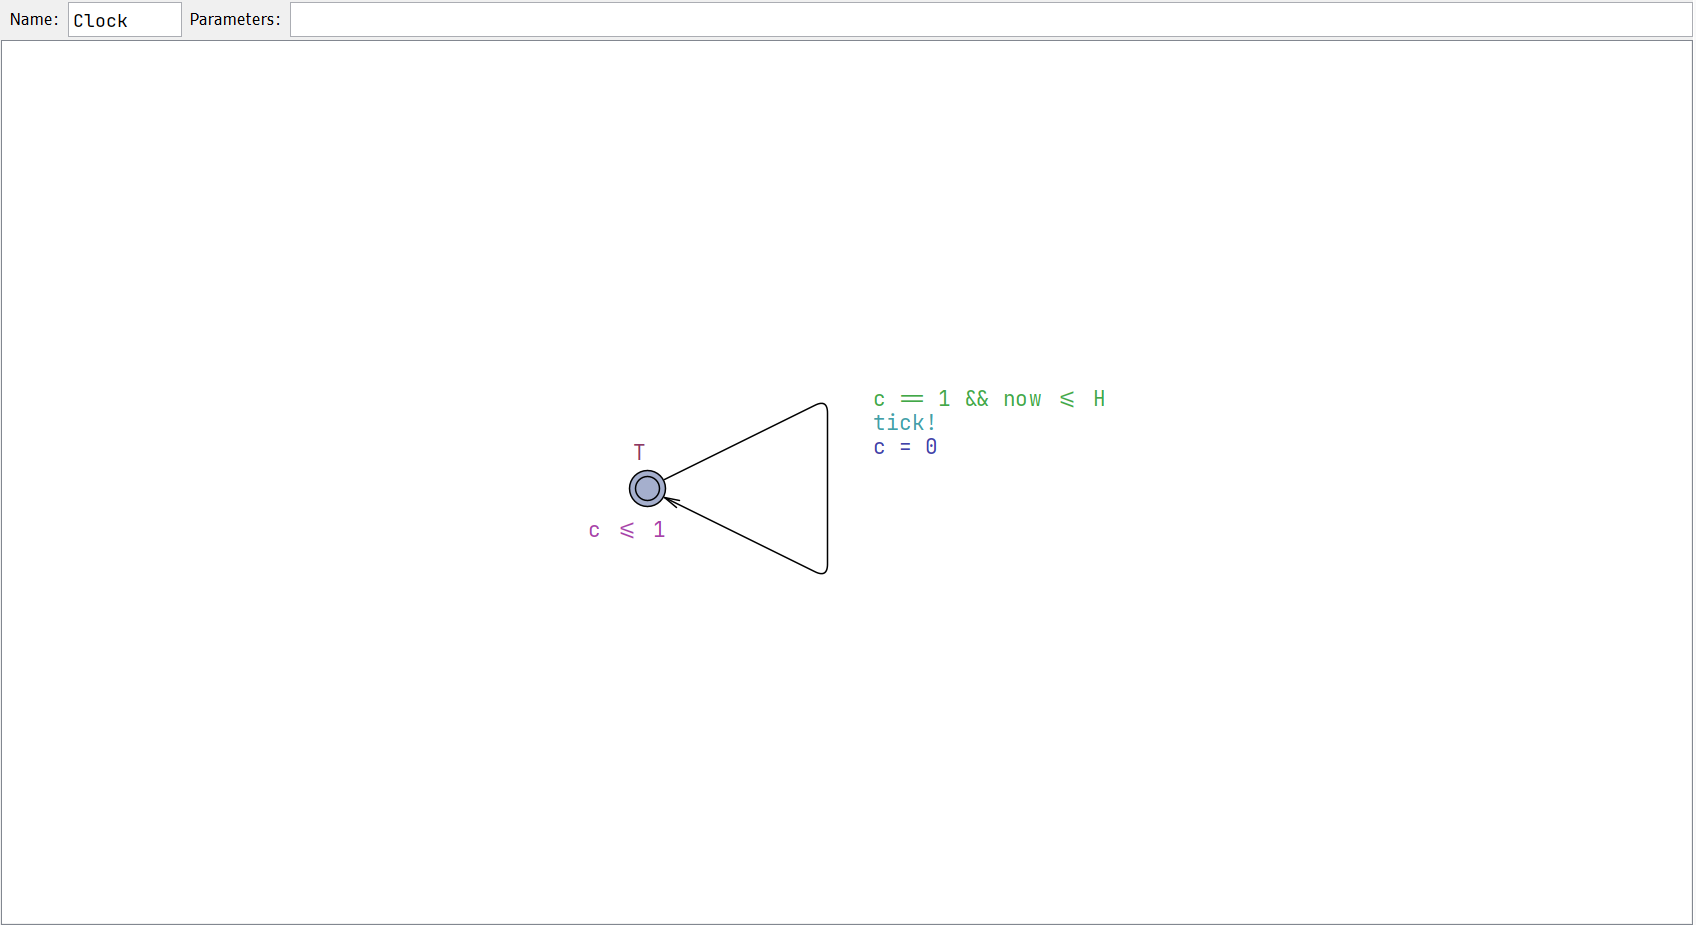 Name: Clock Parameters:
c == 1 && now <= H
tick!
c = 0
T
c <= 1